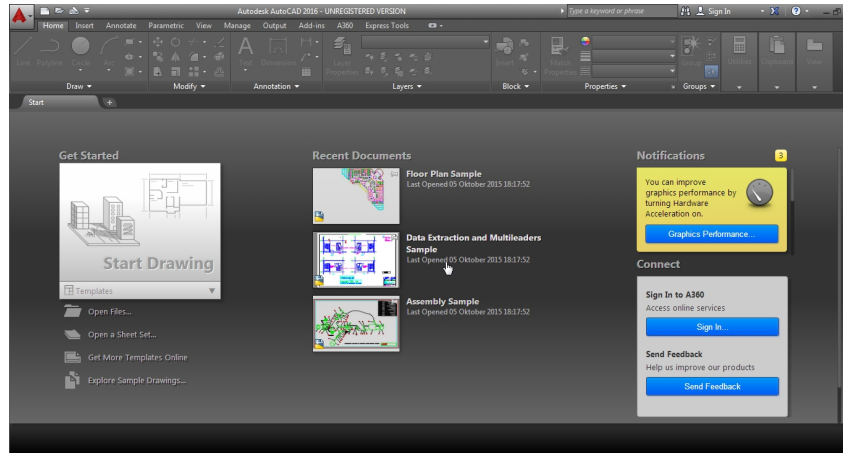 Autodesk AutoCAD 2016 - UNREGISTERED VERSION
Type a keyword or phrase
Sign In
Home Insert Annotate Parametric View Manage Output Add-ins A360 Express Tools
Line Polyline Circle Arc
Text Dimension
Layer
Properties
Insert
Match
Properties
Group
Utilities
Clipboard
View
Draw Modify Annotation Layers Block Properties Groups
Start
Get Started
Start Drawing
Templates
Open Files...
Open a Sheet Set...
Get More Templates Online
Explore Sample Drawings...
Recent Documents
Floor Plan Sample
Last Opened 05 Oktober 2015 18:17:52
Data Extraction and Multileaders
Sample
Last Opened 05 Oktober 2015 18:17:52
Assembly Sample
Last Opened 05 Oktober 2015 18:17:52
Notifications
3
You can improve
graphics performance by
turning Hardware
Acceleration on.
Graphics Performance...
Connect
Sign In to A360
Access online services
Sign In...
Send Feedback
Help us improve our products
Send Feedback